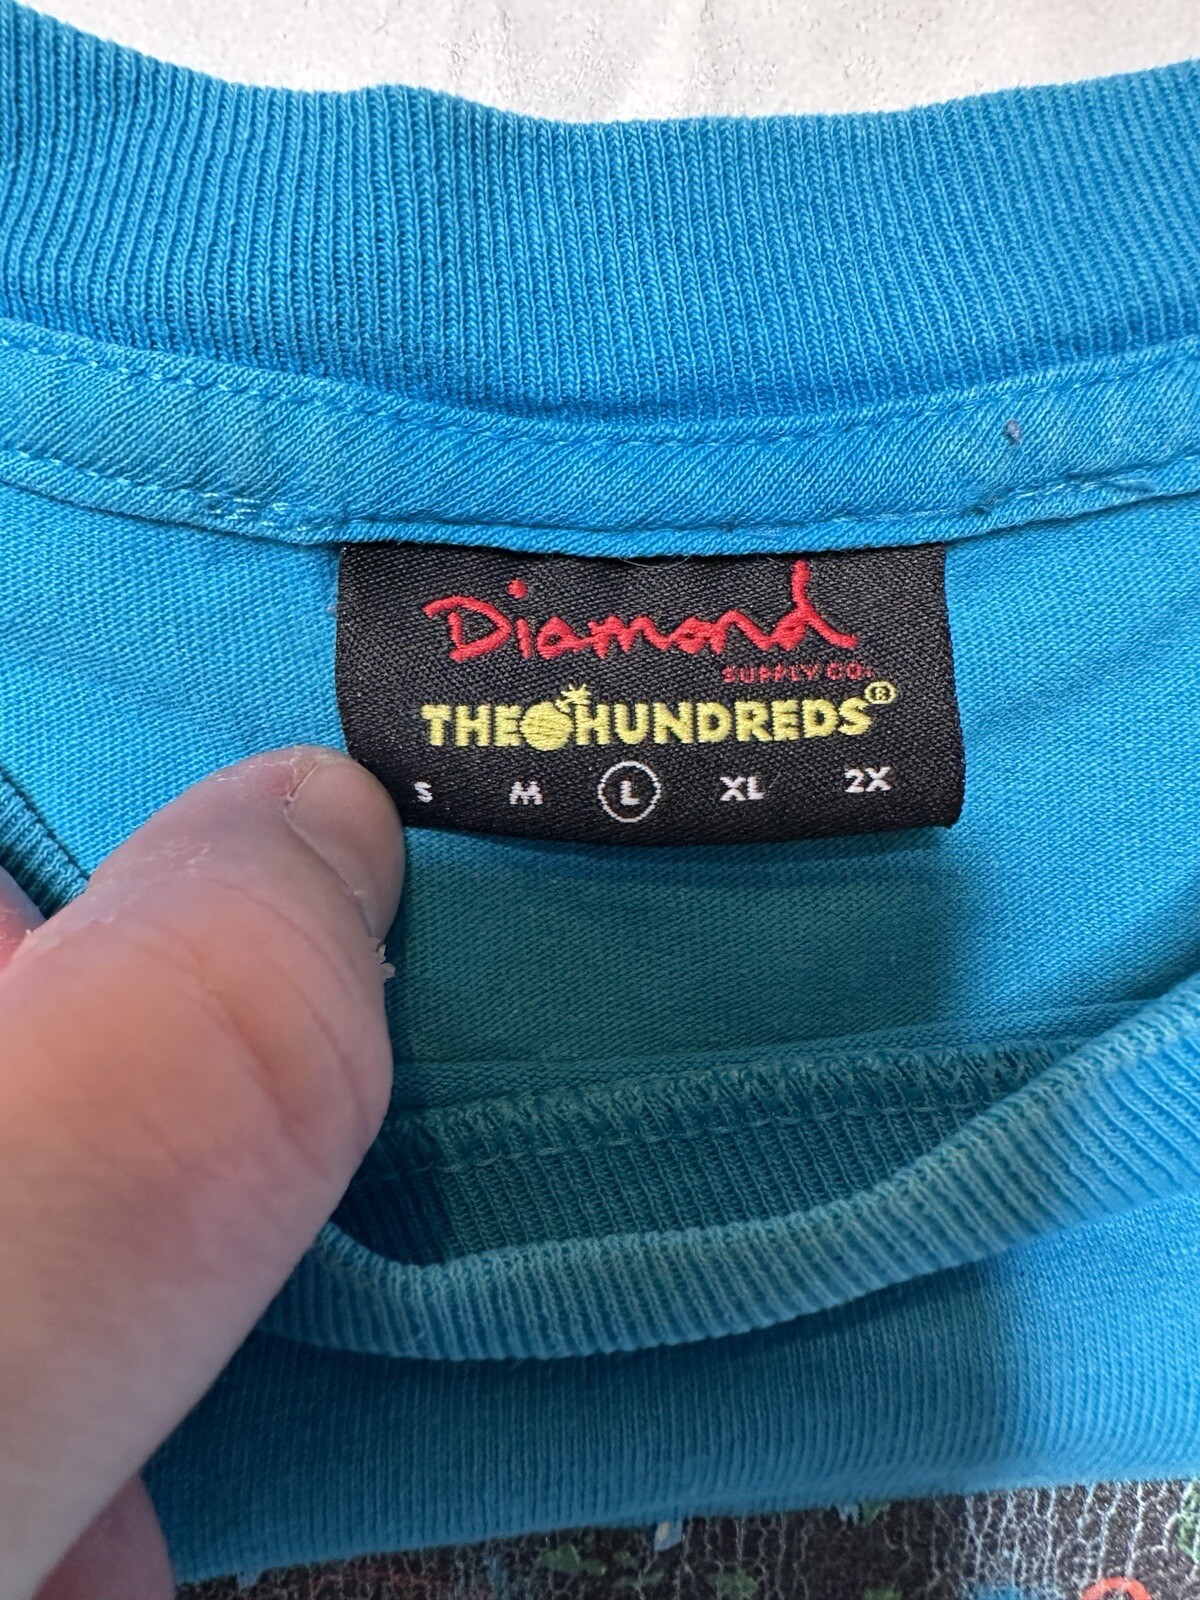 Diamond
SUPPLY CO.
THE HUNDREDS®
S M L XL 2X